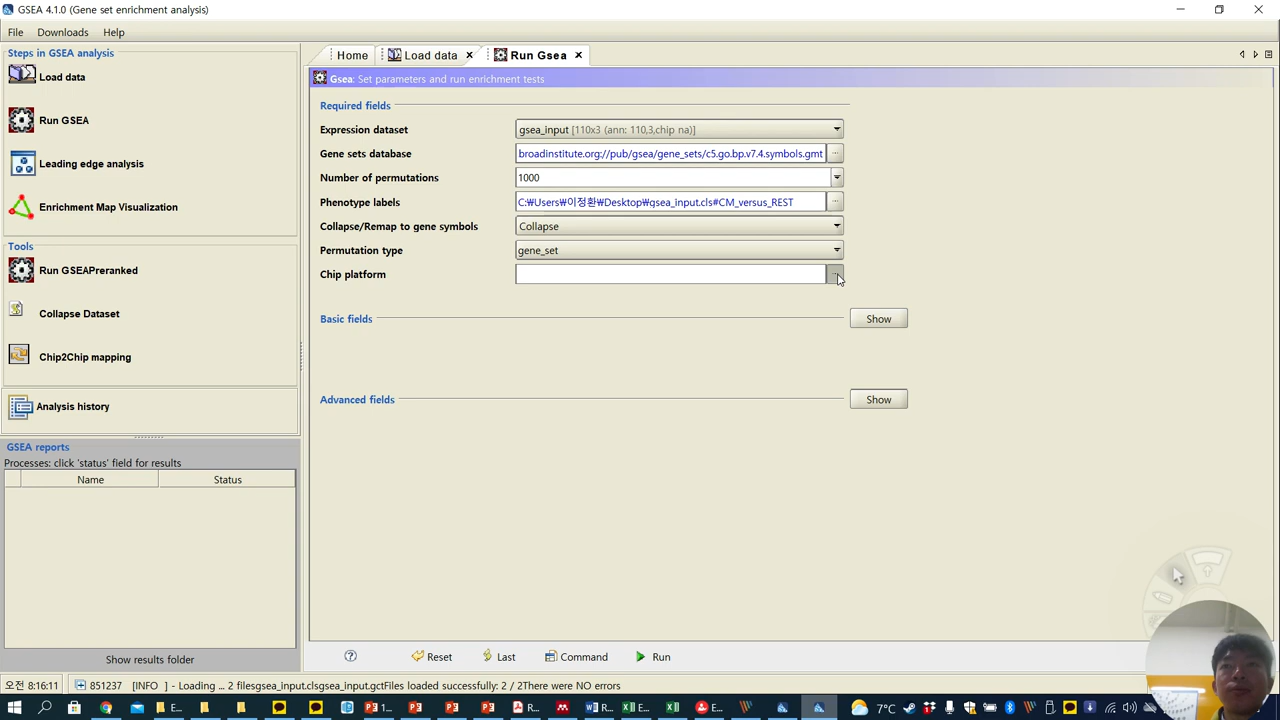 GSEA 4.1.0 (Gene set enrichment analysis)
File Downloads Help
Steps in GSEA analysis
Load data
Run GSEA
Leading edge analysis
Enrichment Map Visualization
Tools
Run GSEAPreranked
Collapse Dataset
Chip2Chip mapping
Analysis history
GSEA reports
Processes: click 'status' field for results
Name Status
Show results folder
Home Load data Run Gsea
Gsea: Set parameters and run enrichment tests
Required fields
Expression dataset gsea_input [110x3 (ann: 110,3,chip na)]
Gene sets database broadinstitute.org://pub/gsea/gene_sets/c5.go.bp.v7.4.symbols.gmt
Number of permutations 1000
Phenotype labels C:₩Users₩이정환₩Desktop₩gsea_input.cls#CM_versus_REST
Collapse/Remap to gene symbols Collapse
Permutation type gene_set
Chip platform
Basic fields Show
Advanced fields Show
Reset Last Command Run
오전 8:16:11 851237 [INFO ] - Loading ... 2 filesgsea_input.clsgsea_input.gctFiles loaded successfully: 2 / 2There were NO errors
E... 1... R... E... R... E... 7°C